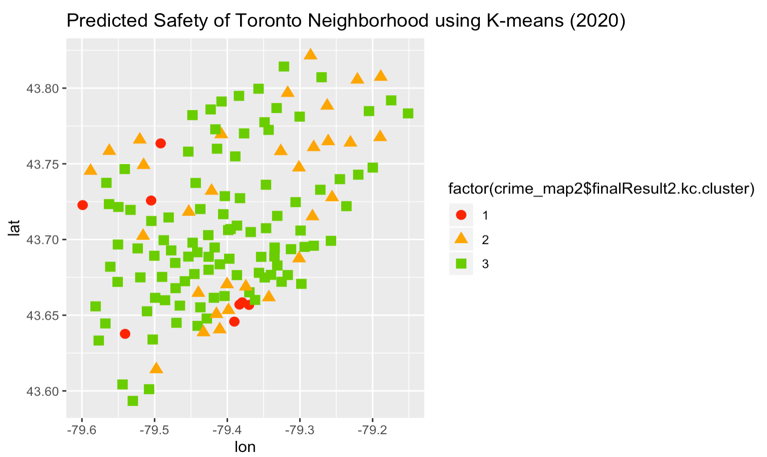 Predicted Safety of Toronto Neighborhood using K-means (2020)
43.80
43.75
43.70
43.65
43.60
lat
-79.6 -79.5 -79.4 -79.3 -79.2
lon
factor(crime_map2$finalResult2.kc.cluster)
1
2
3